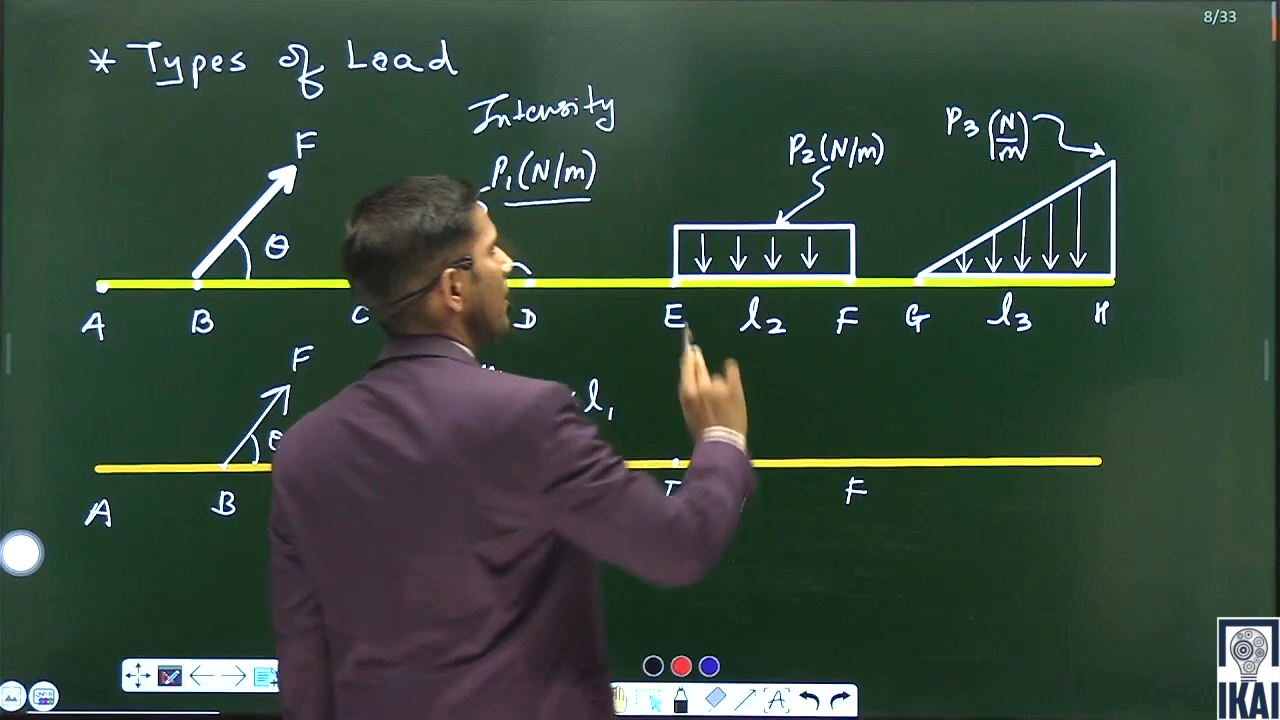 8/33
* Types of Load
Intensity
F
P1 (N/m)
P2 (N/m)
P3 (N/m)
θ
A B C D E l2 F G l3 H
F
l1
A B F
IKAI